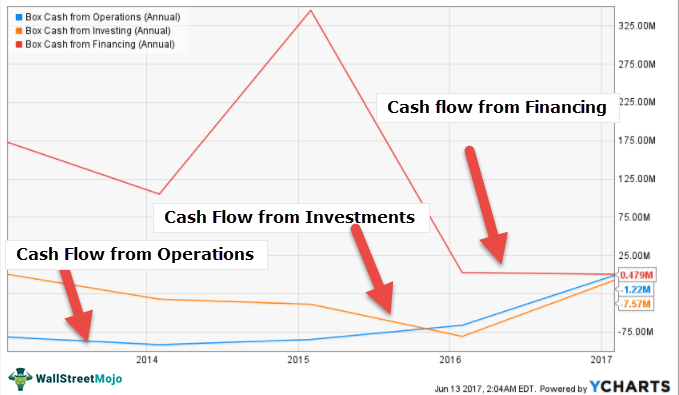 Box Cash from Operations (Annual)
Box Cash from Investing (Annual)
Box Cash from Financing (Annual)
325.00M
275.00M
225.00M
175.00M
125.00M
75.00M
25.00M
-75.00M
Cash flow from Financing
Cash Flow from Investments
Cash Flow from Operations
0.479M
-1.22M
-7.57M
2014 2015 2016 2017
WallStreetMojo
Jun 13 2017, 2:04AM EDT. Powered by YCHARTS